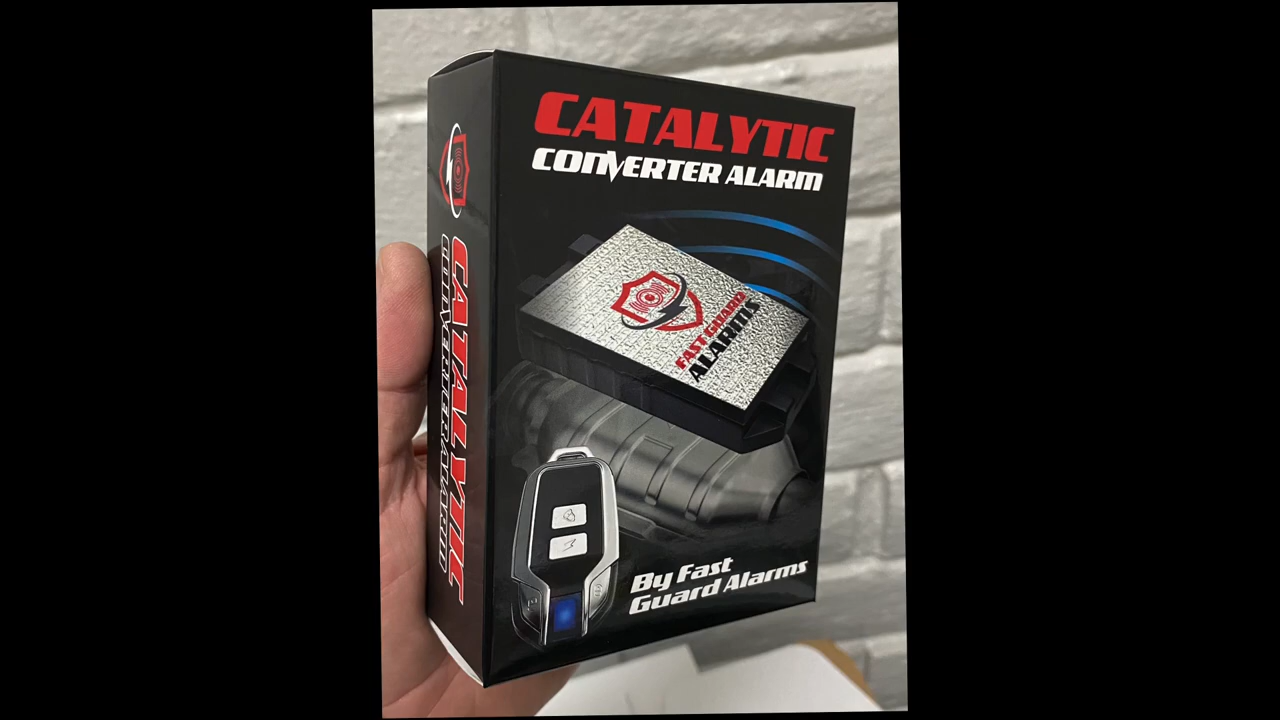 CATALYTIC
CONVERTER ALARM
FAST GUARD
ALARMS
By Fast
Guard Alarms
CATALYTIC
CONVERTER ALARM